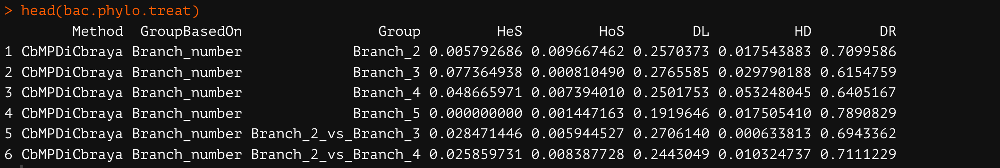 > head(bac.phylo.treat)
Method GroupBasedOn Group HeS HoS DL HD DR
1 CbMPDiCbraya Branch_number Branch_2 0.005792686 0.009667462 0.2570373 0.017543883 0.7099586
2 CbMPDiCbraya Branch_number Branch_3 0.077364938 0.000810490 0.2765585 0.029790188 0.6154759
3 CbMPDiCbraya Branch_number Branch_4 0.048665971 0.007394010 0.2501753 0.053248045 0.6405167
4 CbMPDiCbraya Branch_number Branch_5 0.000000000 0.001447163 0.1919646 0.017505410 0.7890829
5 CbMPDiCbraya Branch_number Branch_2_vs_Branch_3 0.028471446 0.005944527 0.2706140 0.000633813 0.6943362
6 CbMPDiCbraya Branch_number Branch_2_vs_Branch_4 0.025859731 0.008387728 0.2443049 0.010324737 0.7111229